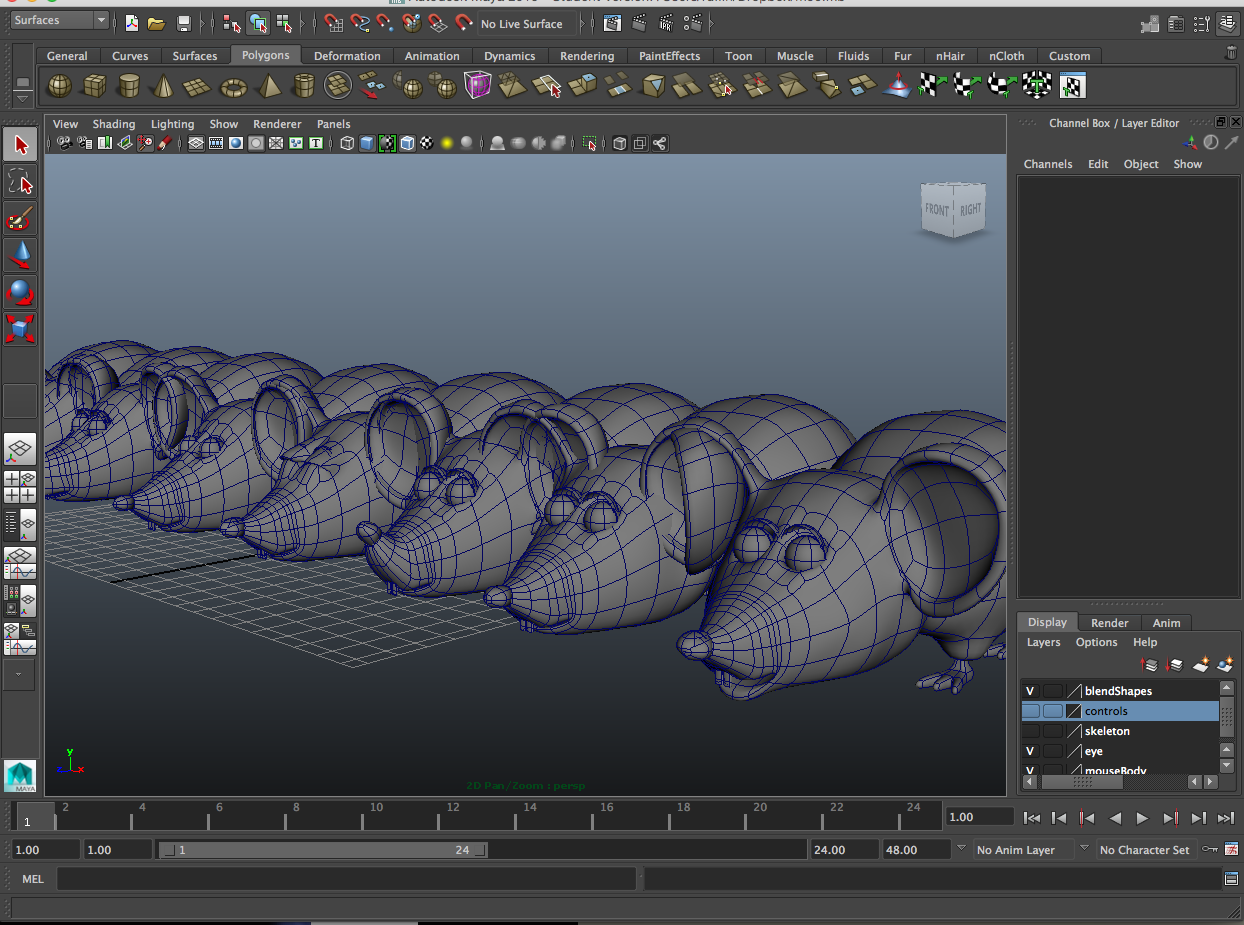 Surfaces
No Live Surface
General Curves Surfaces Polygons Deformation Animation Dynamics Rendering PaintEffects Toon Muscle Fluids Fur nHair nCloth Custom
View Shading Lighting Show Renderer Panels
Channel Box / Layer Editor
Channels Edit Object Show
FRONT RIGHT
Display Render Anim
Layers Options Help
V blendShapes
controls
skeleton
V eye
V mouseBody
y
x
2D Pan/Zoom : persp
MAYA
1 2 4 6 8 10 12 14 16 18 20 22 24 1.00
1.00 1.00 1 24 24.00 48.00 No Anim Layer No Character Set
MEL